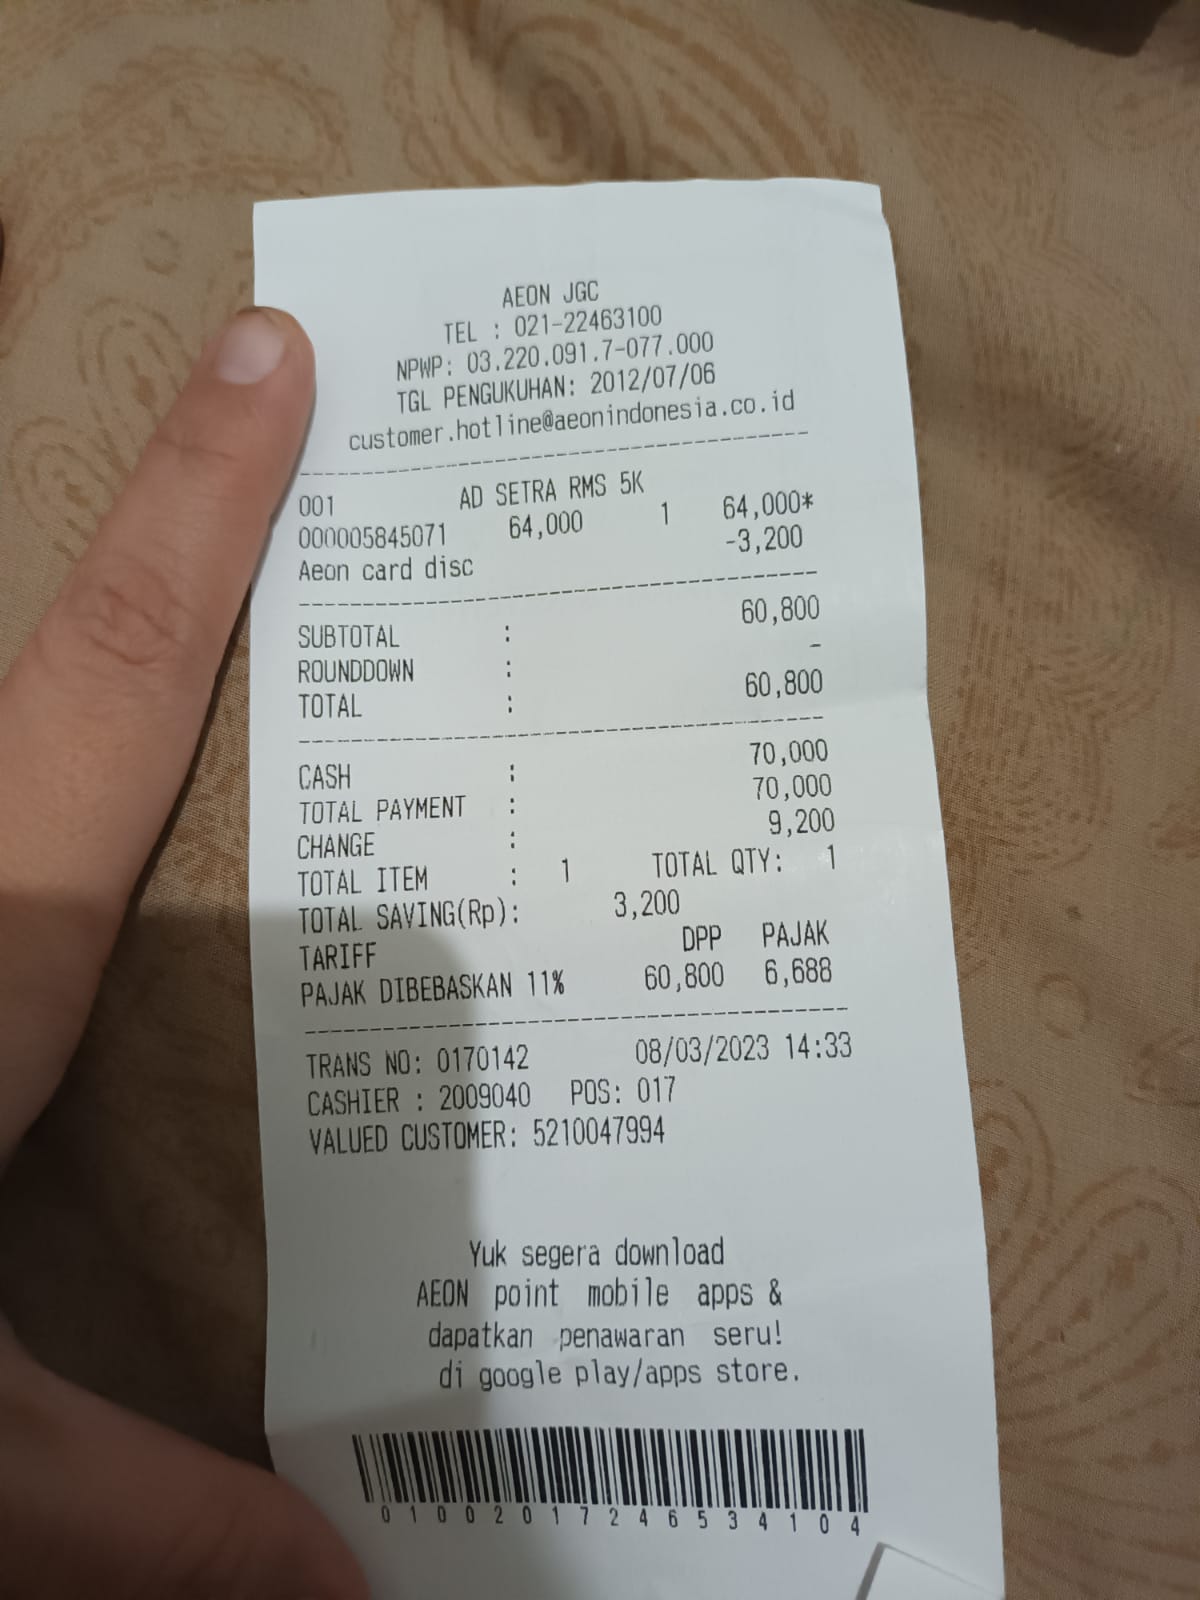 AEON JGC
TEL : 021-22463100
NPWP: 03.220.091.7-077.000
TGL PENGUKUHAN: 2012/07/06
customer.hotline@aeonindonesia.co.id
001 AD SETRA RMS 5K
000005845071 64,000 1 64,000*
Aeon card disc -3,200
SUBTOTAL : 60,800
ROUNDDOWN : -
TOTAL : 60,800
CASH : 70,000
TOTAL PAYMENT : 70,000
CHANGE : 9,200
TOTAL ITEM : 1 TOTAL QTY: 1
TOTAL SAVING(Rp): 3,200
TARIFF DPP PAJAK
PAJAK DIBEBASKAN 11% 60,800 6,688
TRANS NO: 0170142 08/03/2023 14:33
CASHIER : 2009040 POS: 017
VALUED CUSTOMER: 5210047994
Yuk segera download
AEON point mobile apps &
dapatkan penawaran seru!
di google play/apps store.
01002017246534104